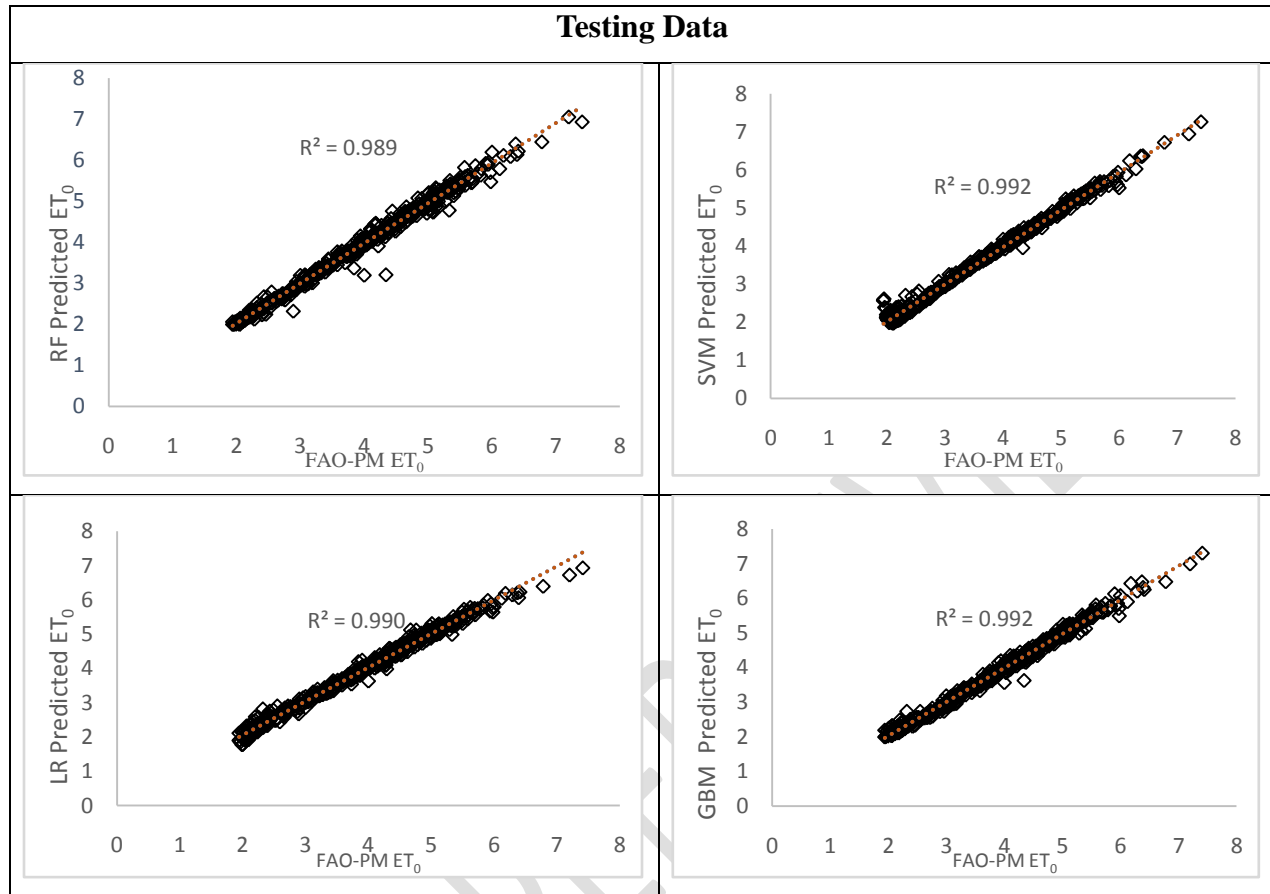 Testing Data
8
7
6
5
4
3
2
1
0
RF Predicted ET₀
R² = 0.989
0 1 2 3 4 5 6 7 8
FAO-PM ET₀
8
7
6
5
4
3
2
1
0
SVM Predicted ET₀
R² = 0.992
0 1 2 3 4 5 6 7 8
FAO-PM ET₀
8
7
6
5
4
3
2
1
0
LR Predicted ET₀
R² = 0.990
0 1 2 3 4 5 6 7 8
FAO-PM ET₀
8
7
6
5
4
3
2
1
0
GBM Predicted ET₀
R² = 0.992
0 1 2 3 4 5 6 7 8
FAO-PM ET₀